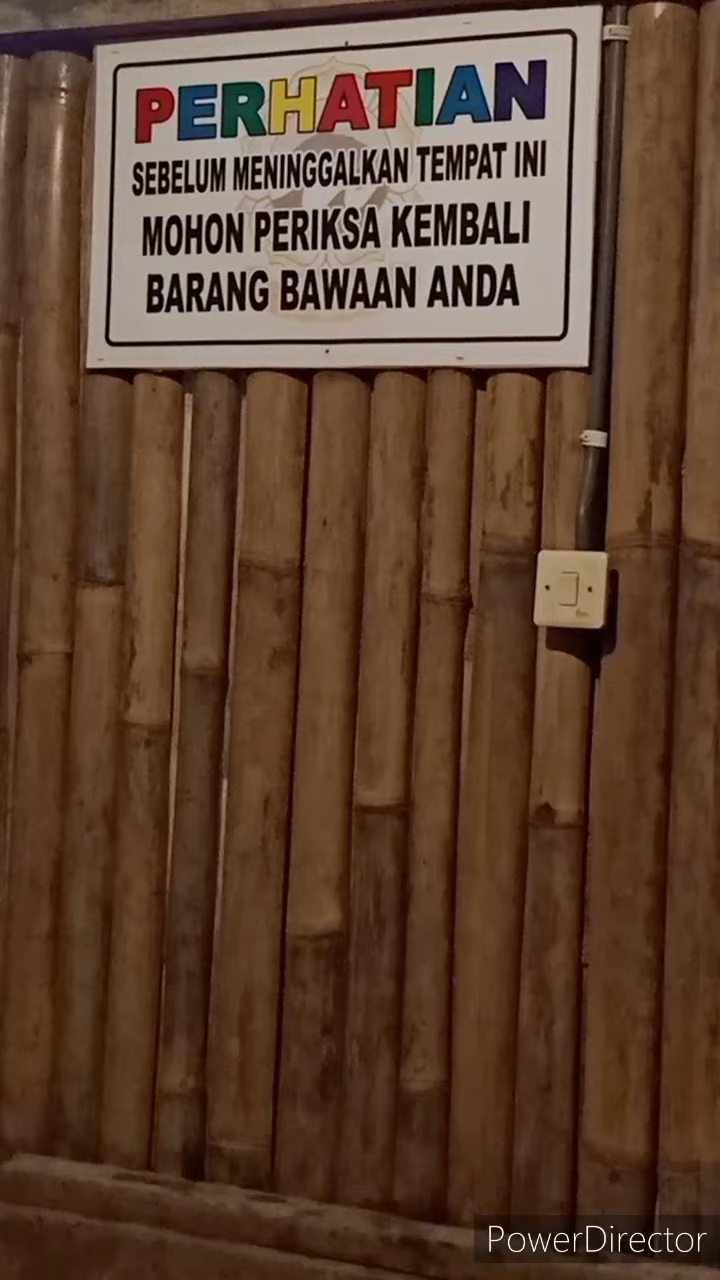 PERHATIAN
SEBELUM MENINGGALKAN TEMPAT INI
MOHON PERIKSA KEMBALI
BARANG BAWAAN ANDA
PowerDirector